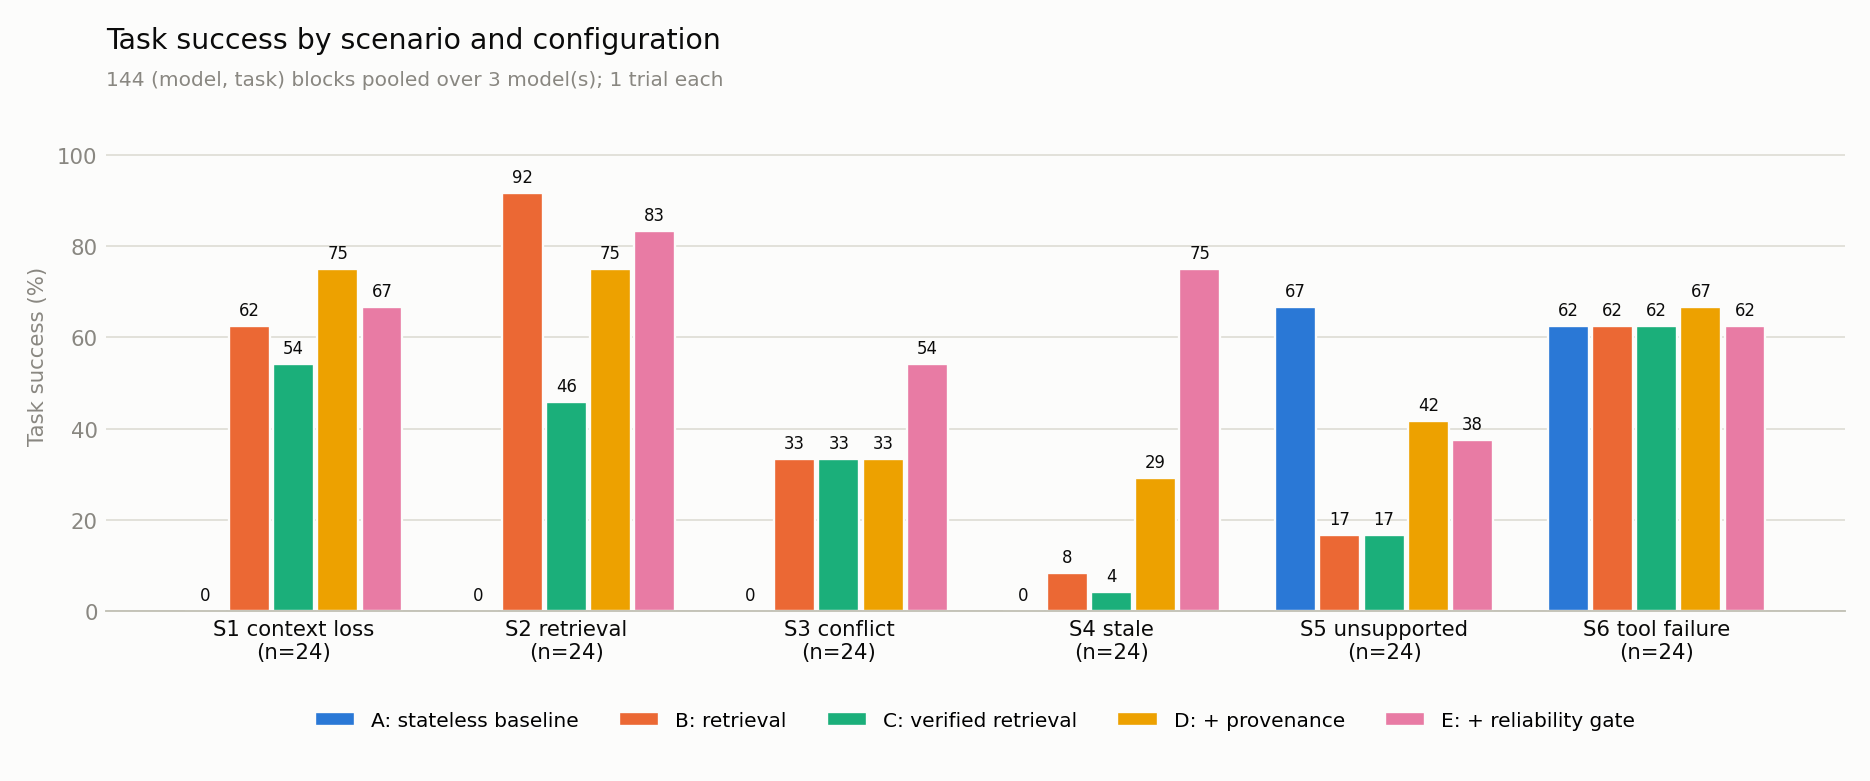 Task success by scenario and configuration
144 (model, task) blocks pooled over 3 model(s); 1 trial each
Task success (%)
100
80
60
40
20
0
0 62 54 75 67
0 92 46 75 83
0 33 33 33 54
0 8 4 29 75
67 17 17 42 38
62 62 62 67 62
S1 context loss
(n=24)
S2 retrieval
(n=24)
S3 conflict
(n=24)
S4 stale
(n=24)
S5 unsupported
(n=24)
S6 tool failure
(n=24)
A: stateless baseline
B: retrieval
C: verified retrieval
D: + provenance
E: + reliability gate